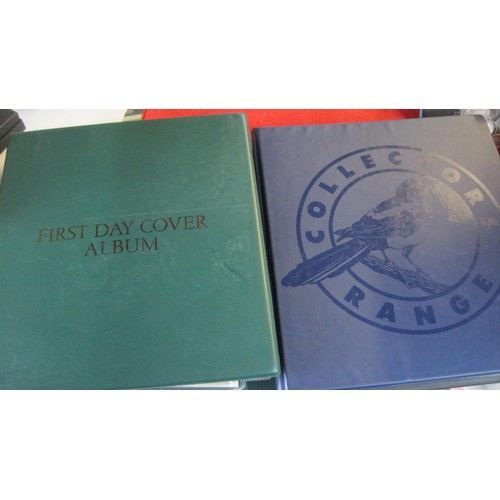 FIRST DAY COVER
ALBUM
COLLECTOR
RANGE